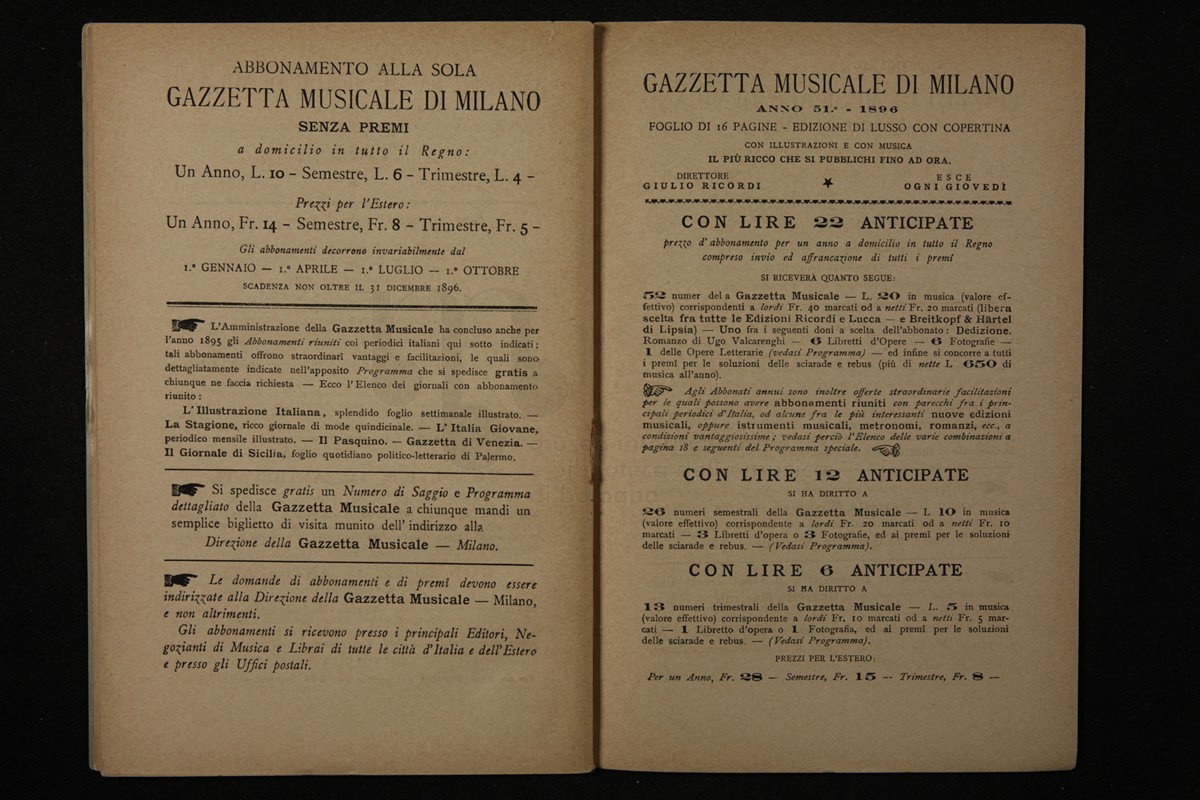 ABBONAMENTO ALLA SOLA
GAZZETTA MUSICALE DI MILANO
SENZA PREMI
a domicilio in tutto il Regno:
Un Anno, L. 10 – Semestre, L. 6 – Trimestre, L. 4 –
Prezzi per l'Estero:
Un Anno, Fr. 14 – Semestre, Fr. 8 – Trimestre, Fr. 5 –
Gli abbonamenti decorrono invariabilmente dal
1.º GENNAIO — 1.º APRILE — 1.º LUGLIO — 1.º OTTOBRE
SCADENZA NON OLTRE IL 31 DICEMBRE 1896.
L'Amministrazione della Gazzetta Musicale ha concluso anche per
l'anno 1895 gli Abbonamenti riuniti coi periodici italiani qui sotto indicati;
tali abbonamenti offrono straordinarî vantaggi e facilitazioni, le quali sono
dettagliatamente indicate nell'apposito Programma che si spedisce gratis a
chiunque ne faccia richiesta — Ecco l'Elenco dei giornali con abbonamento
riunito :
L'Illustrazione Italiana, splendido foglio settimanale illustrato. —
La Stagione, ricco giornale di mode quindicinale. — L'Italia Giovane,
periodico mensile illustrato. — Il Pasquino. — Gazzetta di Venezia. —
Il Giornale di Sicilia, foglio quotidiano politico-letterario di Palermo.
Si spedisce gratis un Numero di Saggio e Programma
dettagliato della Gazzetta Musicale a chiunque mandi un
semplice biglietto di visita munito dell'indirizzo alla
Direzione della Gazzetta Musicale — Milano.
Le domande di abbonamenti e di premî devono essere
indirizzate alla Direzione della Gazzetta Musicale — Milano,
e non altrimenti.
Gli abbonamenti si ricevono presso i principali Editori, Ne-
gozianti di Musica e Librai di tutte le città d'Italia e dell'Estero
e presso gli Uffici postali.
GAZZETTA MUSICALE DI MILANO
ANNO 51.º - 1896
FOGLIO DI 16 PAGINE - EDIZIONE DI LUSSO CON COPERTINA
CON ILLUSTRAZIONI E CON MUSICA
IL PIÙ RICCO CHE SI PUBBLICHI FINO AD ORA.
DIRETTORE
GIULIO RICORDI
ESCE
OGNI GIOVEDÌ
CON LIRE 22 ANTICIPATE
prezzo d'abbonamento per un anno a domicilio in tutto il Regno
compreso invio ed affrancazione di tutti i premî
SI RICEVERÀ QUANTO SEGUE:
52 numer del a Gazzetta Musicale — L. 20 in musica (valore ef-
fettivo) corrispondenti a lordi Fr. 40 marcati od a netti Fr. 20 marcati (libera
scelta fra tutte le Edizioni Ricordi e Lucca — e Breitkopf & Härtel
di Lipsia) — Uno fra i seguenti doni a scelta dell'abbonato : Dedizione.
Romanzo di Ugo Valcarenghi — 6 Libretti d'Opere — 6 Fotografie —
1 delle Opere Letterarie (vedasi Programma) — ed infine si concorre a tutti
i premî per le soluzioni delle sciarade e rebus (più di nette L 650 di
musica all'anno).
Agli Abbonati annui sono inoltre offerte straordinarie facilitazioni
per le quali possono avere abbonamenti riuniti con parecchi fra i prin-
cipali periodici d'Italia, od alcune fra le più interessanti nuove edizioni
musicali, oppure istrumenti musicali, metronomi, romanzi, ecc., a
condizioni vantaggiosissime ; vedasi perciò l'Elenco delle varie combinazioni a
pagina 18 e seguenti del Programma speciale.
CON LIRE 12 ANTICIPATE
SI HA DIRITTO A
26 numeri semestrali della Gazzetta Musicale — L 10 in musica
(valore effettivo) corrispondente a lordi Fr. 20 marcati od a netti Fr. 10
marcati — 3 Libretti d'opera o 3 Fotografie, ed ai premî per le soluzioni
delle sciarade e rebus. — (Vedasi Programma).
CON LIRE 6 ANTICIPATE
SI HA DIRITTO A
13 numeri trimestrali della Gazzetta Musicale — L. 5 in musica
(valore effettivo) corrispondente a lordi Fr. 10 marcati od a netti Fr. 5 mar-
cati — 1 Libretto d'opera o 1 Fotografia, ed ai premî per le soluzioni
delle sciarade e rebus. — (Vedasi Programma).
PREZZI PER L'ESTERO:
Per un Anno, Fr. 28 — Semestre, Fr. 15 -- Trimestre, Fr. 8 —